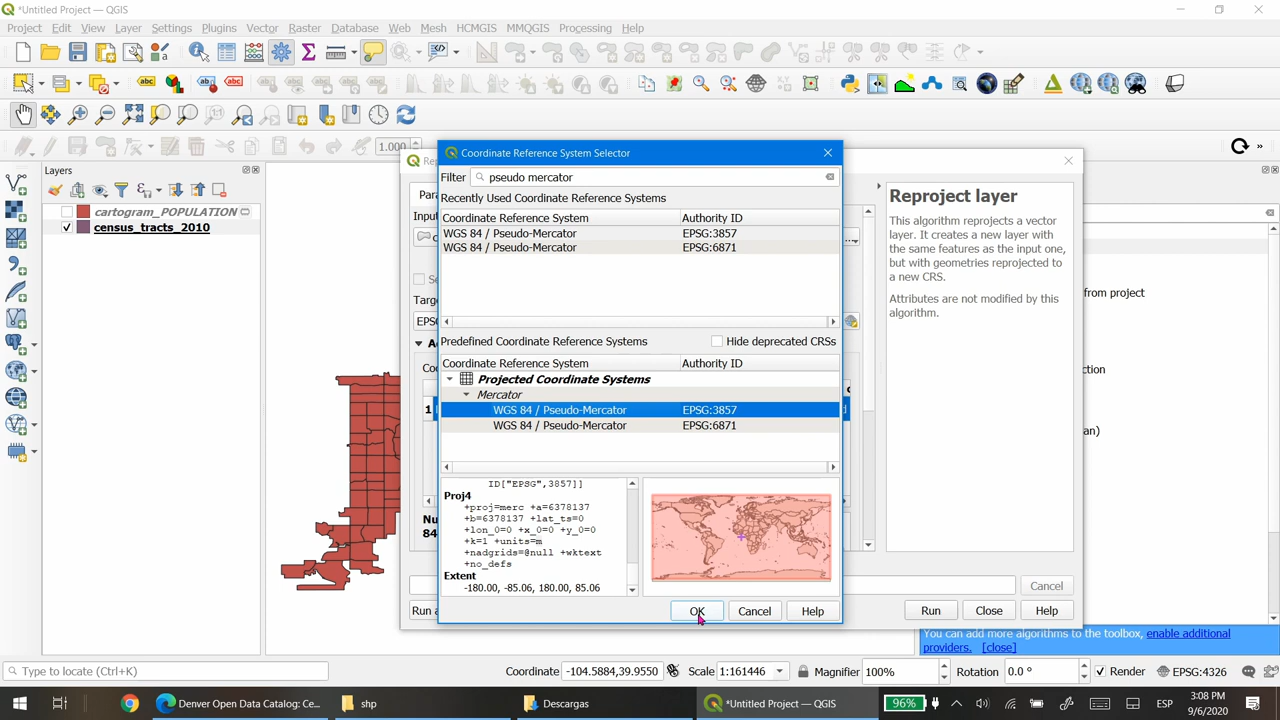 *Untitled Project — QGIS
Project Edit View Layer Settings Plugins Vector Raster Database Web Mesh HCMGIS MMQGIS Processing Help
1.000
Layers
cartogram_POPULATION
census_tracts_2010
Coordinate Reference System Selector
Filter pseudo mercator
Recently Used Coordinate Reference Systems
Coordinate Reference System Authority ID
WGS 84 / Pseudo-Mercator EPSG:3857
WGS 84 / Pseudo-Mercator EPSG:6871
Predefined Coordinate Reference Systems Hide deprecated CRSs
Coordinate Reference System Authority ID
Projected Coordinate Systems
Mercator
WGS 84 / Pseudo-Mercator EPSG:3857
WGS 84 / Pseudo-Mercator EPSG:6871
ID["EPSG",3857]]
Proj4
+proj=merc +a=6378137
+b=6378137 +lat_ts=0
+lon_0=0 +x_0=0 +y_0=0
+k=1 +units=m
+nadgrids=@null +wktext
+no_defs
Extent
-180.00, -85.06, 180.00, 85.06
OK Cancel Help
Reproject layer
This algorithm reprojects a vector
layer. It creates a new layer with
the same features as the input one,
but with geometries reprojected to
a new CRS.
Attributes are not modified by this
algorithm.
from project
Cancel
Run Close Help
You can add more algorithms to the toolbox, enable additional
providers. [close]
Type to locate (Ctrl+K) Coordinate -104.5884,39.9550 Scale 1:161446 Magnifier 100% Rotation 0.0 ° Render EPSG:4326
Denver Open Data Catalog: Ce... shp Descargas *Untitled Project — QGIS 96% ESP 3:08 PM
9/6/2020